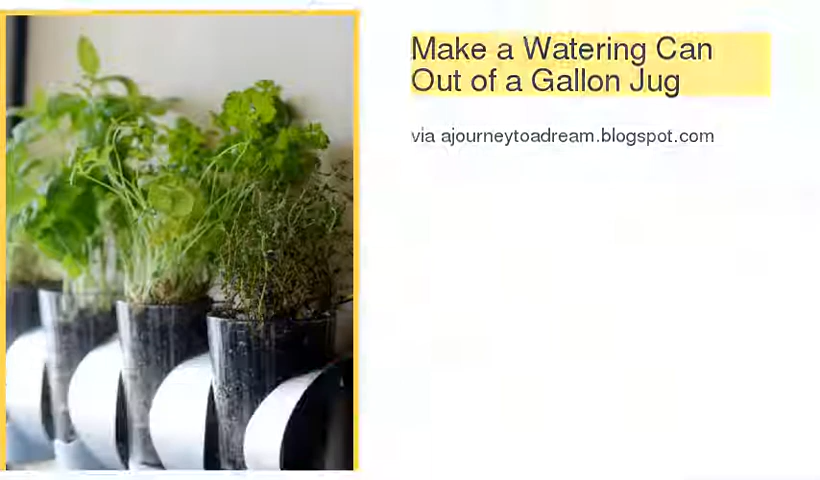 Make a Watering Can
Out of a Gallon Jug
via ajourneytoadream.blogspot.com